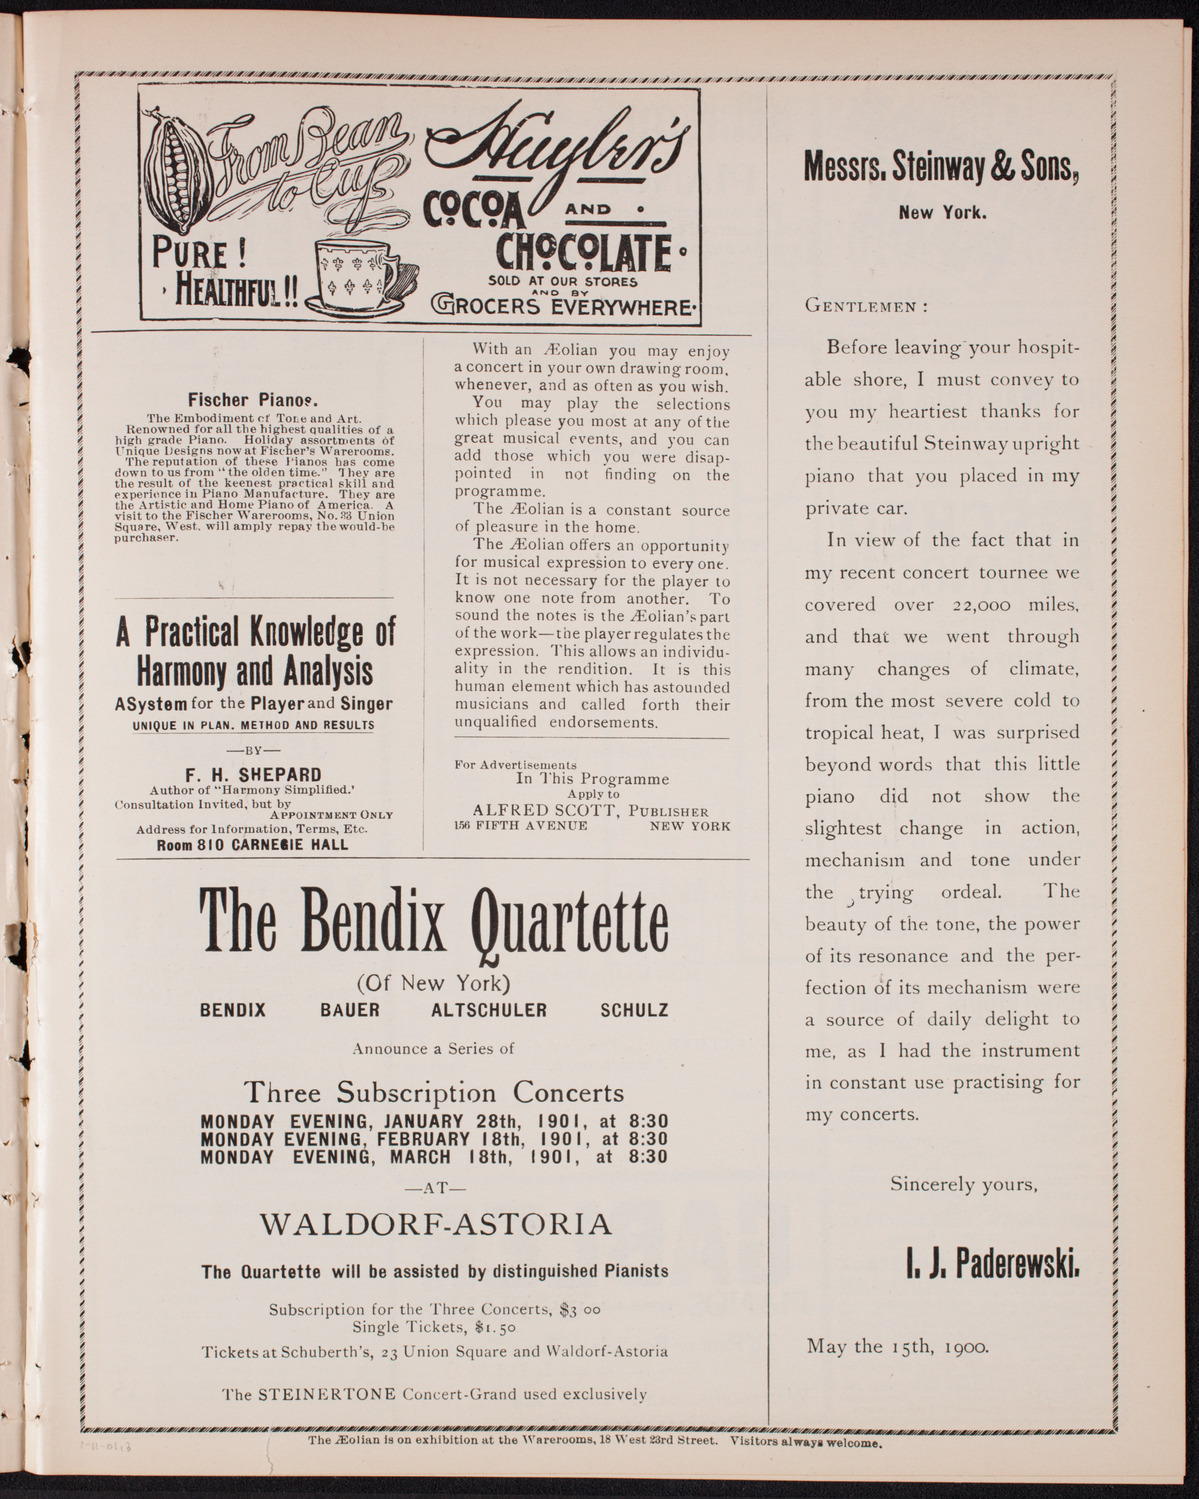 From Bean
to Cup
PURE!
HEALTHFUL!!
Huyler's
COCOA AND
CHOCOLATE
SOLD AT OUR STORES
AND BY
GROCERS EVERYWHERE
Fischer Pianos.
The Embodiment of Tone and Art.
Renowned for all the highest qualities of a
high grade Piano. Holiday assortments of
Unique Designs now at Fischer's Warerooms.
The reputation of these Pianos has come
down to us from "the olden time." They are
the result of the keenest practical skill and
experience in Piano Manufacture. They are
the Artistic and Home Piano of America. A
visit to the Fischer Warerooms, No. 33 Union
Square, West, will amply repay the would-be
purchaser.
A Practical Knowledge of
Harmony and Analysis
A System for the Player and Singer
UNIQUE IN PLAN, METHOD AND RESULTS
—BY—
F. H. SHEPARD
Author of "Harmony Simplified.'
Consultation Invited, but by
APPOINTMENT ONLY
Address for Information, Terms, Etc.
Room 810 CARNEGIE HALL
With an Æolian you may enjoy
a concert in your own drawing room,
whenever, and as often as you wish.
You may play the selections
which please you most at any of the
great musical events, and you can
add those which you were disap-
pointed in not finding on the
programme.
The Æolian is a constant source
of pleasure in the home.
The Æolian offers an opportunity
for musical expression to every one.
It is not necessary for the player to
know one note from another. To
sound the notes is the Æolian's part
of the work—the player regulates the
expression. This allows an individu-
ality in the rendition. It is this
human element which has astounded
musicians and called forth their
unqualified endorsements.
For Advertisements
In This Programme
Apply to
ALFRED SCOTT, PUBLISHER
156 FIFTH AVENUE NEW YORK
The Bendix Quartette
(Of New York)
BENDIX BAUER ALTSCHULER SCHULZ
Announce a Series of
Three Subscription Concerts
MONDAY EVENING, JANUARY 28th, 1901, at 8:30
MONDAY EVENING, FEBRUARY 18th, 1901, at 8:30
MONDAY EVENING, MARCH 18th, 1901, at 8:30
—AT—
WALDORF-ASTORIA
The Quartette will be assisted by distinguished Pianists
Subscription for the Three Concerts, $3 00
Single Tickets, $1.50
Tickets at Schuberth's, 23 Union Square and Waldorf-Astoria
The STEINERTONE Concert-Grand used exclusively
Messrs. Steinway & Sons,
New York.
GENTLEMEN:
Before leaving your hospit-
able shore, I must convey to
you my heartiest thanks for
the beautiful Steinway upright
piano that you placed in my
private car.
In view of the fact that in
my recent concert tournee we
covered over 22,000 miles,
and that we went through
many changes of climate,
from the most severe cold to
tropical heat, I was surprised
beyond words that this little
piano did not show the
slightest change in action,
mechanism and tone under
the trying ordeal. The
beauty of the tone, the power
of its resonance and the per-
fection of its mechanism were
a source of daily delight to
me, as I had the instrument
in constant use practising for
my concerts.
Sincerely yours,
I. J. Paderewski.
May the 15th, 1900.
The Æolian is on exhibition at the Warerooms, 18 West 23rd Street. Visitors always welcome.